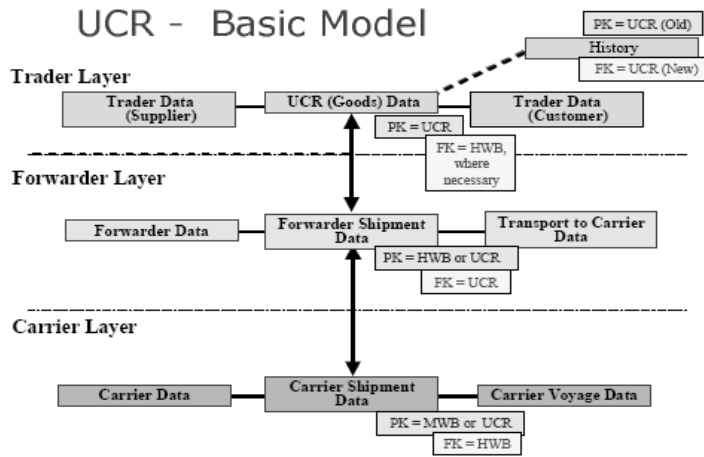 UCR - Basic Model
PK = UCR (Old)
History
FK = UCR (New)
Trader Layer
Trader Data
(Supplier)
UCR (Goods) Data
Trader Data
(Customer)
PK = UCR
FK = HWB,
where
necessary
Forwarder Layer
Forwarder Data
Forwarder Shipment
Data
Transport to Carrier
Data
PK = HWB or UCR
FK = UCR
Carrier Layer
Carrier Data
Carrier Shipment
Data
Carrier Voyage Data
PK = MWB or UCR
FK = HWB